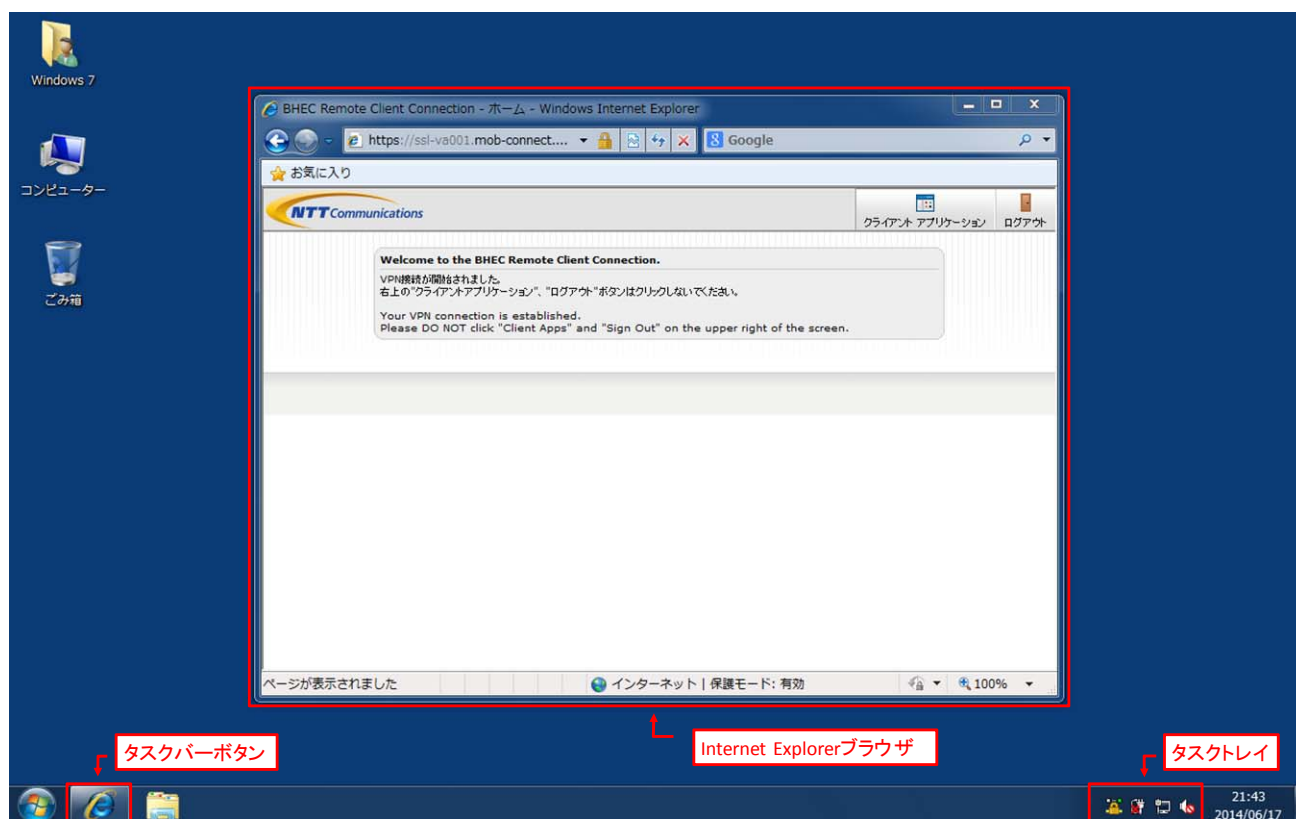 Windows 7
コンピューター
ごみ箱
BHEC Remote Client Connection - ホーム - Windows Internet Explorer
https://ssl-va001.mob-connect....
Google
お気に入り
NTT Communications
クライアント アプリケーション
ログアウト
Welcome to the BHEC Remote Client Connection.
VPN接続が開始されました。
右上の"クライアントアプリケーション"、"ログアウト"ボタンはクリックしないでください。
Your VPN connection is established.
Please DO NOT click "Client Apps" and "Sign Out" on the upper right of the screen.
ページが表示されました
インターネット | 保護モード: 有効
100%
タスクバーボタン
Internet Explorerブラウザ
タスクトレイ
21:43
2014/06/17